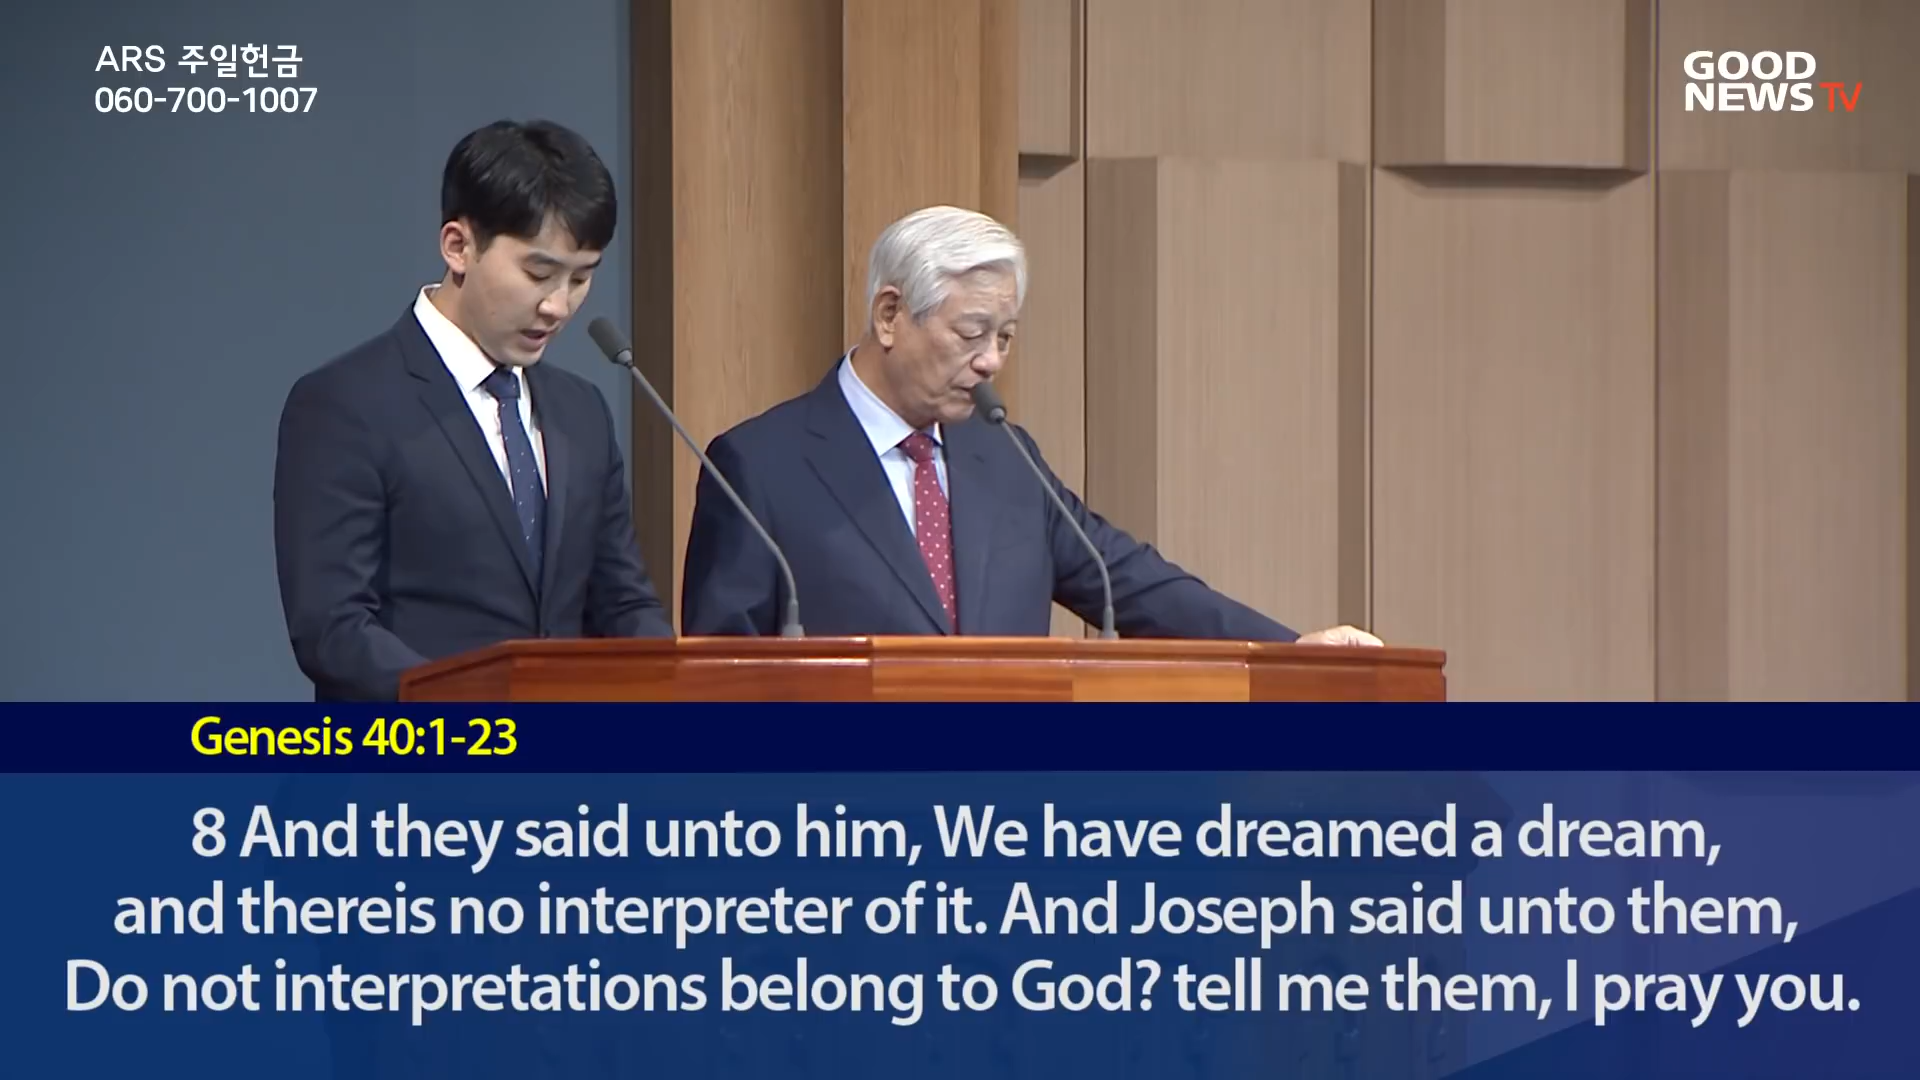 ARS 주일헌금
060-700-1007
GOOD
NEWS TV
Genesis 40:1-23
8 And they said unto him, We have dreamed a dream,
and thereis no interpreter of it. And Joseph said unto them,
Do not interpretations belong to God? tell me them, I pray you.